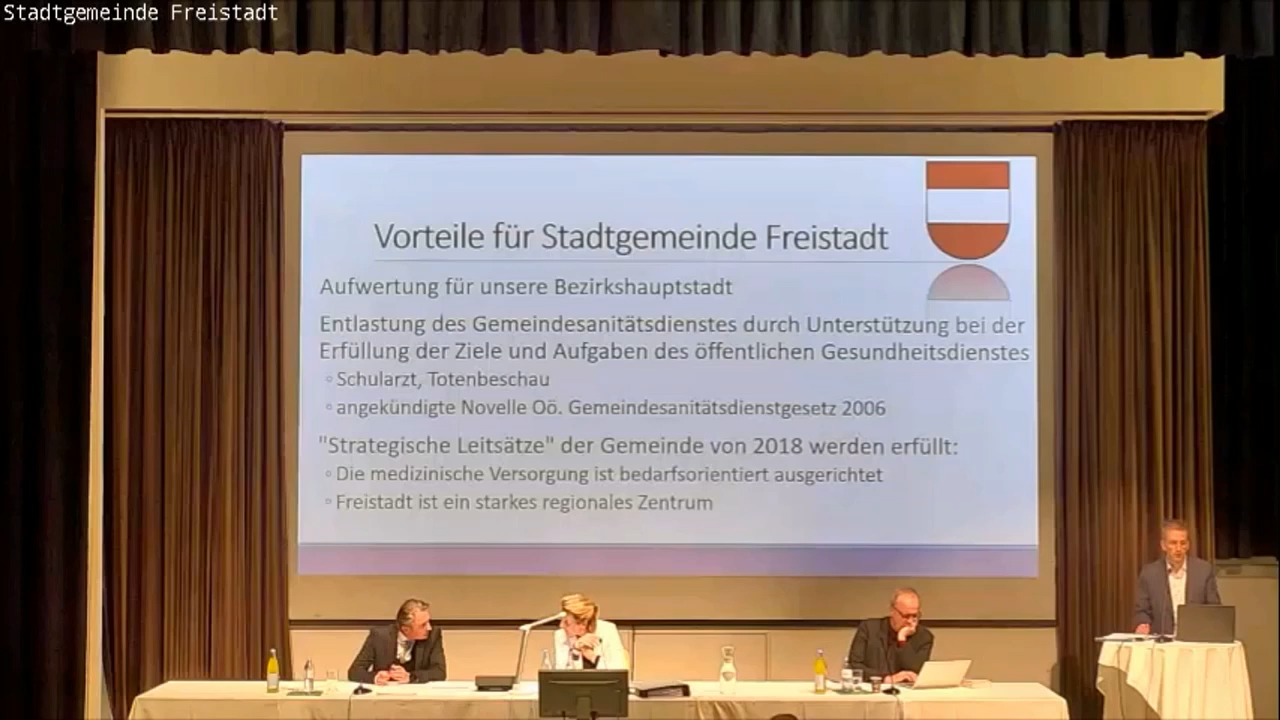 Stadtgemeinde Freistadt
Vorteile für Stadtgemeinde Freistadt
Aufwertung für unsere Bezirkshauptstadt
Entlastung des Gemeindesanitätsdienstes durch Unterstützung bei der
Erfüllung der Ziele und Aufgaben des öffentlichen Gesundheitsdienstes
◦ Schularzt, Totenbeschau
◦ angekündigte Novelle Oö. Gemeindesanitätsdienstgesetz 2006
"Strategische Leitsätze" der Gemeinde von 2018 werden erfüllt:
◦ Die medizinische Versorgung ist bedarfsorientiert ausgerichtet
◦ Freistadt ist ein starkes regionales Zentrum